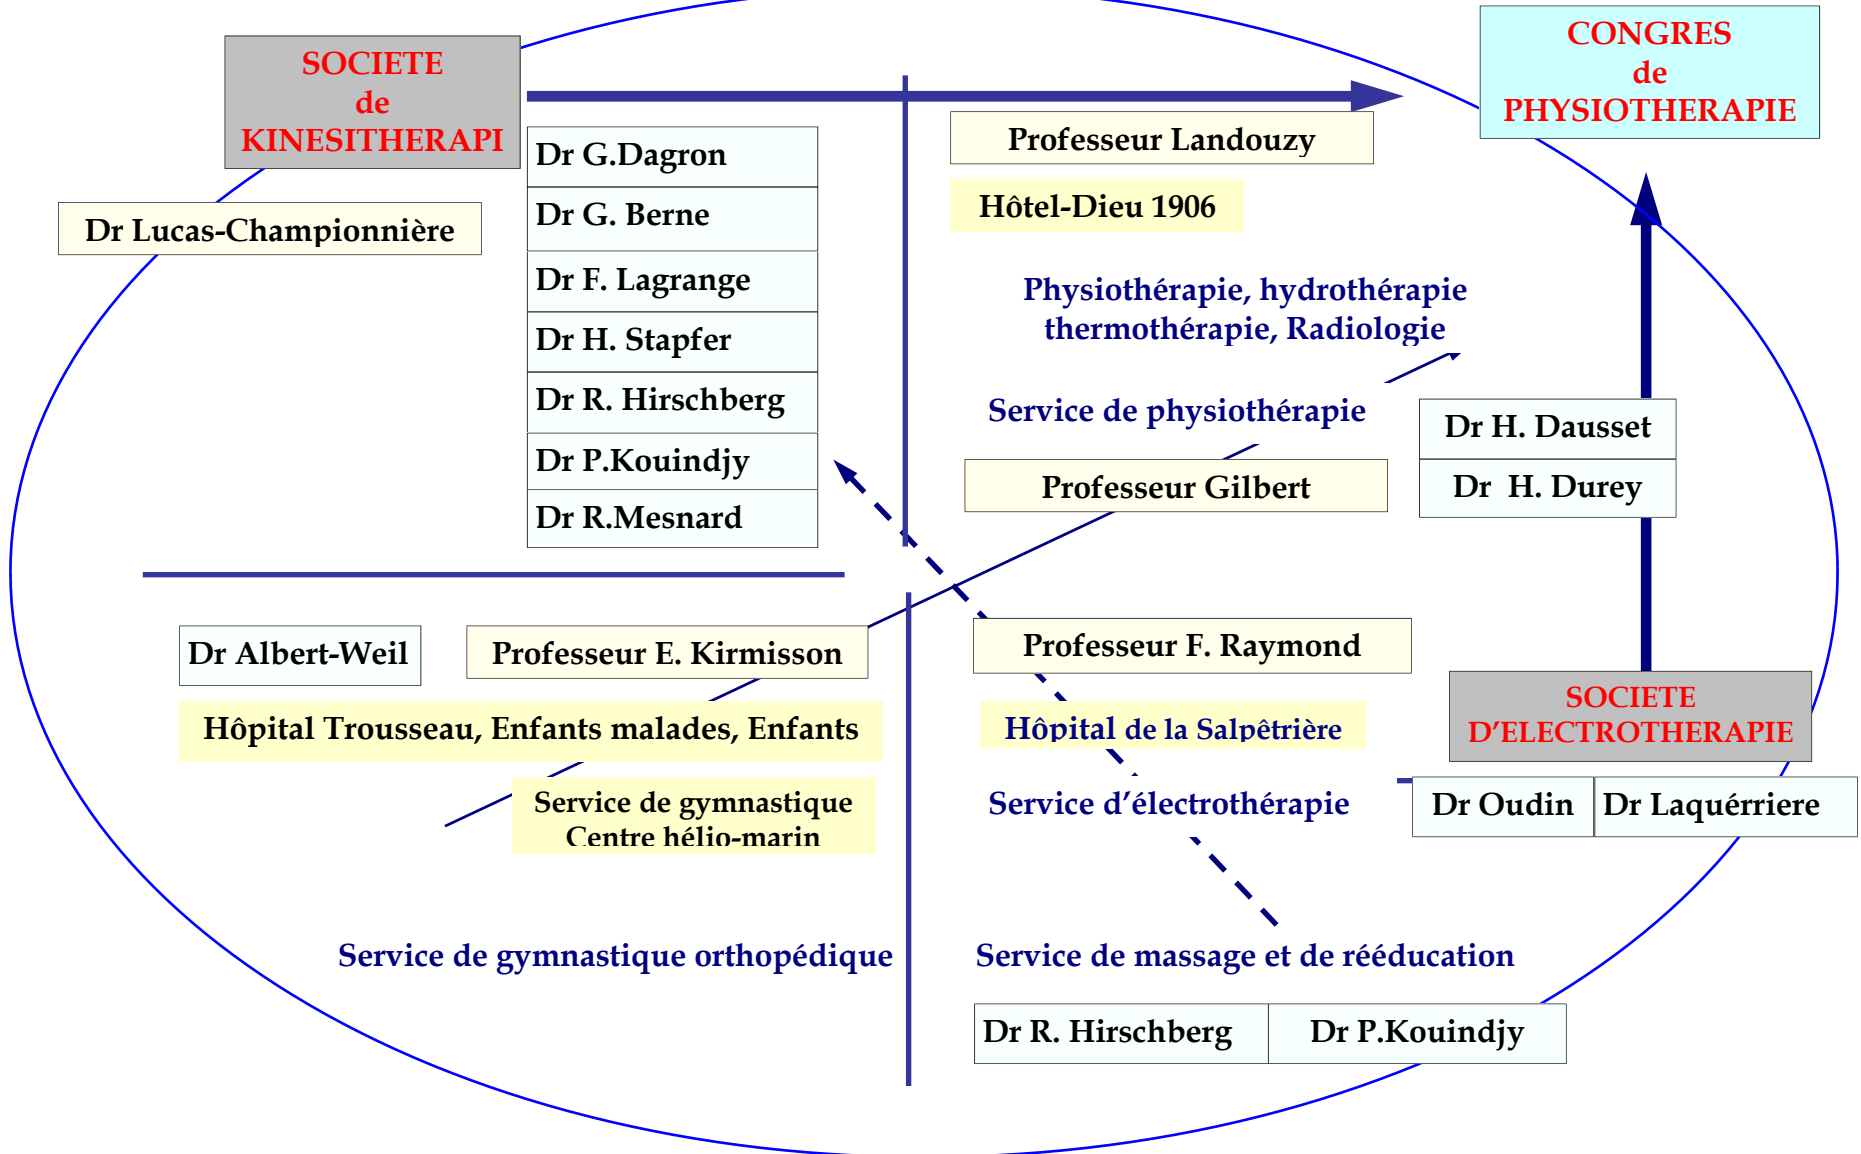 SOCIETE
de
KINESITHERAPI
CONGRES
de
PHYSIOTHERAPIE
Dr Lucas-Championnière
Dr G.Dagron
Dr G. Berne
Dr F. Lagrange
Dr H. Stapfer
Dr R. Hirschberg
Dr P.Kouindjy
Dr R.Mesnard
Professeur Landouzy
Hôtel-Dieu 1906
Physiothérapie, hydrothérapie
thermothérapie, Radiologie
Service de physiothérapie
Professeur Gilbert
Dr H. Dausset
Dr H. Durey
Dr Albert-Weil
Professeur E. Kirmisson
Hôpital Trousseau, Enfants malades, Enfants
Service de gymnastique
Centre hélio-marin
Service de gymnastique orthopédique
Professeur F. Raymond
Hôpital de la Salpêtrière
Service d’électrothérapie
SOCIETE
D’ELECTROTHERAPIE
Dr Oudin
Dr Laquérriere
Service de massage et de rééducation
Dr R. Hirschberg
Dr P.Kouindjy